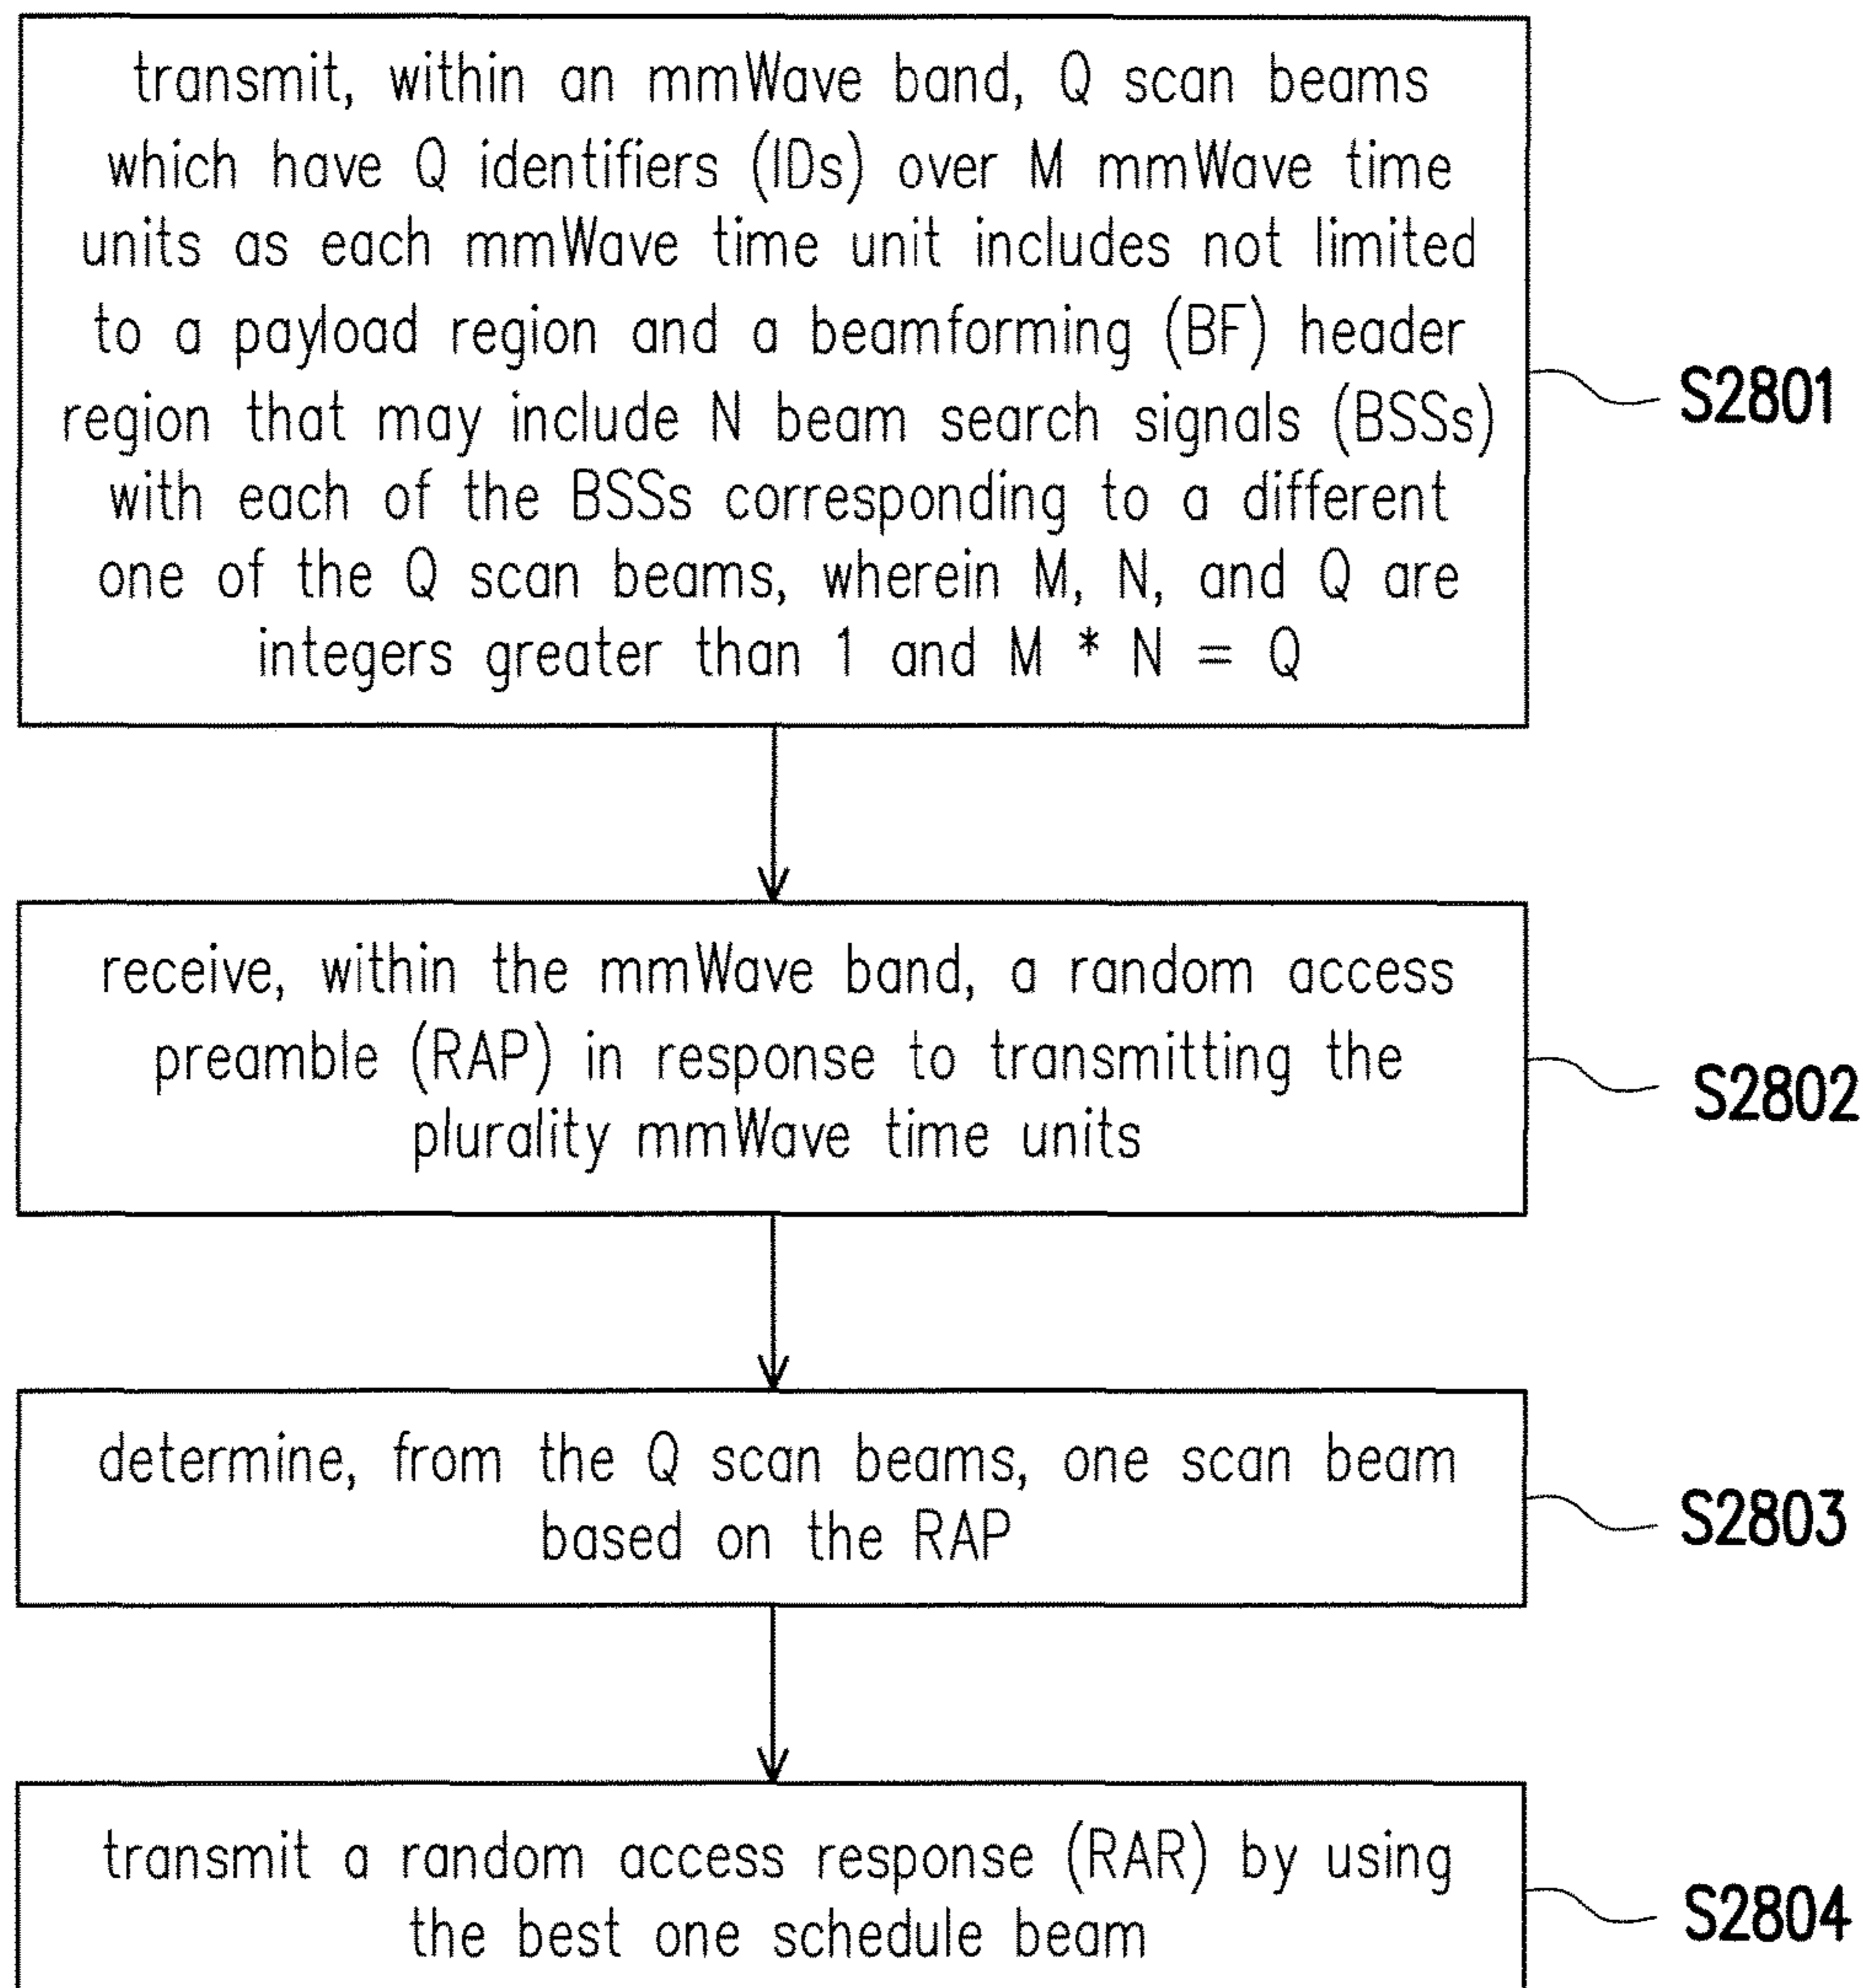 transmit, within an mmWave band, Q scan beams
which have Q identifiers (IDs) over M mmWave time
units as each mmWave time unit includes not limited
to a payload region and a beamforming (BF) header
region that may include N beam search signals (BSSs)
with each of the BSSs corresponding to a different
one of the Q scan beams, wherein M, N, and Q are
integers greater than 1 and M * N = Q
S2801
receive, within the mmWave band, a random access
preamble (RAP) in response to transmitting the
plurality mmWave time units
S2802
determine, from the Q scan beams, one scan beam
based on the RAP
S2803
transmit a random access response (RAR) by using
the best one schedule beam
S2804